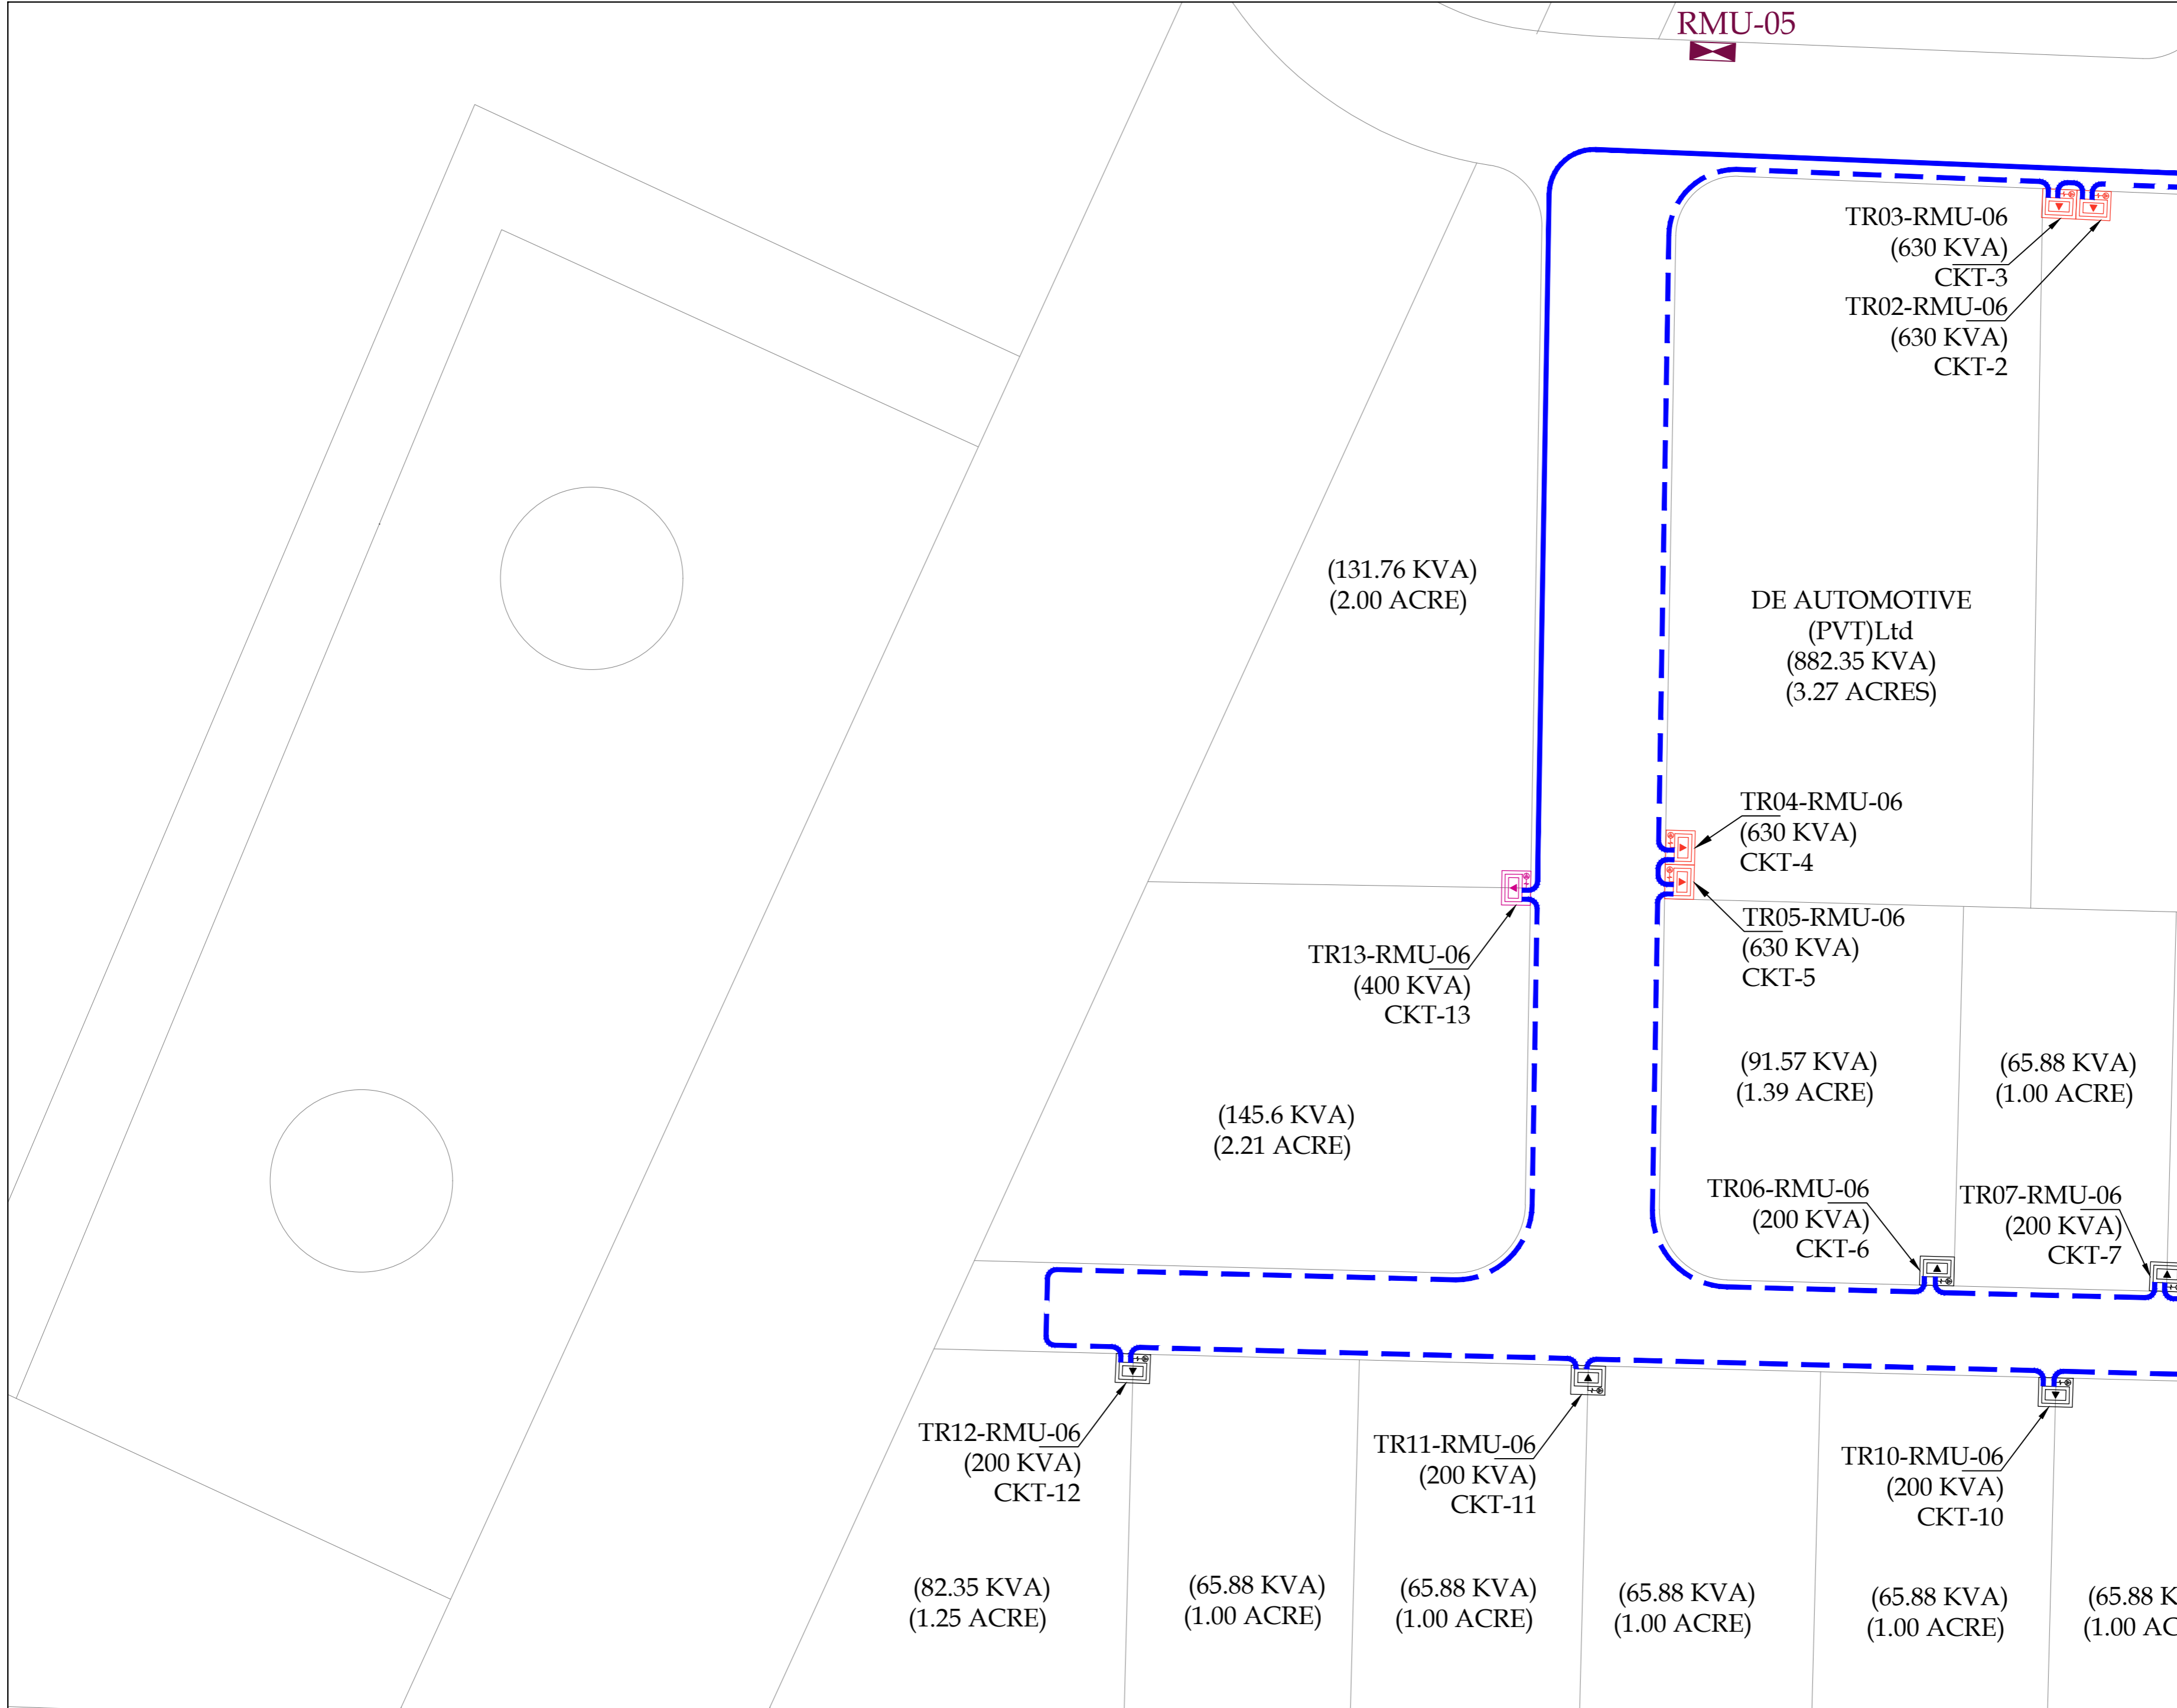 RMU-05
TR03-RMU-06
(630 KVA)
CKT-3
TR02-RMU-06
(630 KVA)
CKT-2
(131.76 KVA)
(2.00 ACRE)
DE AUTOMOTIVE
(PVT)Ltd
(882.35 KVA)
(3.27 ACRES)
TR04-RMU-06
(630 KVA)
CKT-4
TR05-RMU-06
(630 KVA)
CKT-5
TR13-RMU-06
(400 KVA)
CKT-13
(91.57 KVA)
(1.39 ACRE)
(65.88 KVA)
(1.00 ACRE)
(145.6 KVA)
(2.21 ACRE)
TR06-RMU-06
(200 KVA)
CKT-6
TR07-RMU-06
(200 KVA)
CKT-7
TR12-RMU-06
(200 KVA)
CKT-12
TR11-RMU-06
(200 KVA)
CKT-11
TR10-RMU-06
(200 KVA)
CKT-10
(82.35 KVA)
(1.25 ACRE)
(65.88 KVA)
(1.00 ACRE)
(65.88 KVA)
(1.00 ACRE)
(65.88 KVA)
(1.00 ACRE)
(65.88 KVA)
(1.00 ACRE)
(65.88
(1.00